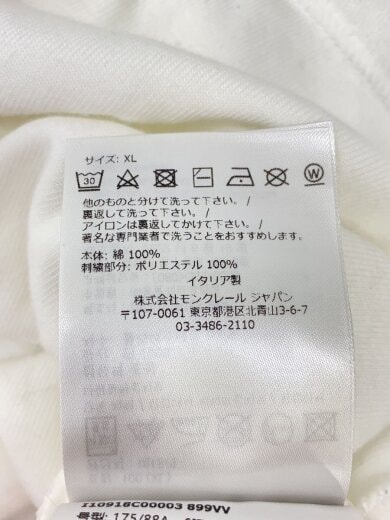 サイズ: XL
30
W
他のものと分けて洗って下さい。/
裏返して洗って下さい。/
アイロンは裏返してかけて下さい。/
著名な専門業者で洗うことをおすすめします。
本体: 綿 100%
刺繍部分: ポリエステル 100%
イタリア製
株式会社モンクレール ジャパン
〒107-0061 東京都港区北青山3-6-7
03-3486-2110
I10918C00003 899VV
175/88A